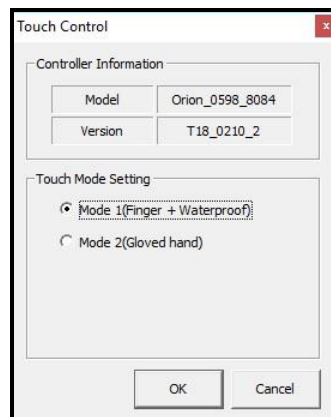 Touch Control
x
Controller Information
Model Orion_0598_8084
Version T18_0210_2
Touch Mode Setting
Mode 1(Finger + Waterproof)
Mode 2(Gloved hand)
OK Cancel